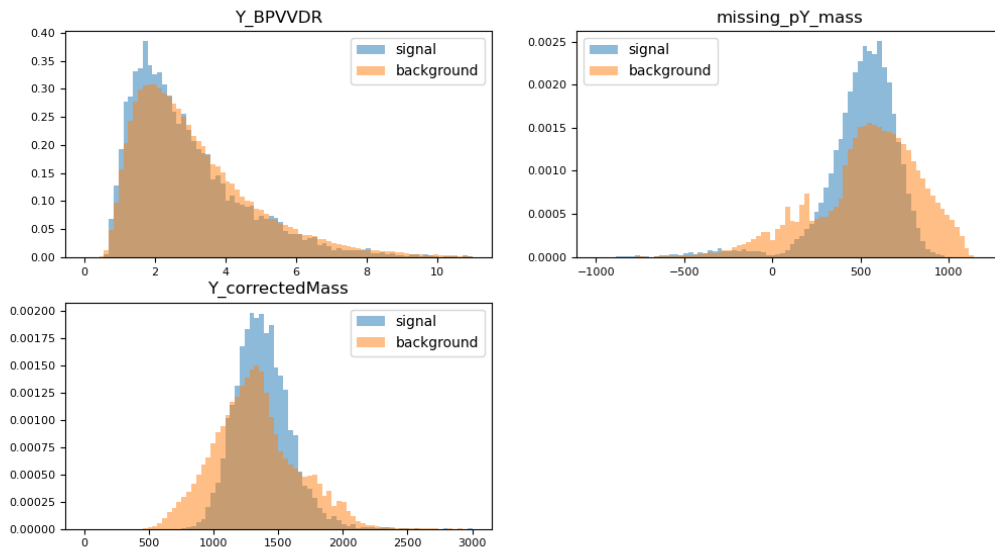 Y_BPVVDR
0.40
0.35
0.30
0.25
0.20
0.15
0.10
0.05
0.00
0 2 4 6 8 10
signal
background
missing_pY_mass
0.0025
0.0020
0.0015
0.0010
0.0005
0.0000
−1000 −500 0 500 1000
signal
background
Y_correctedMass
0.00200
0.00175
0.00150
0.00125
0.00100
0.00075
0.00050
0.00025
0.00000
0 500 1000 1500 2000 2500 3000
signal
background